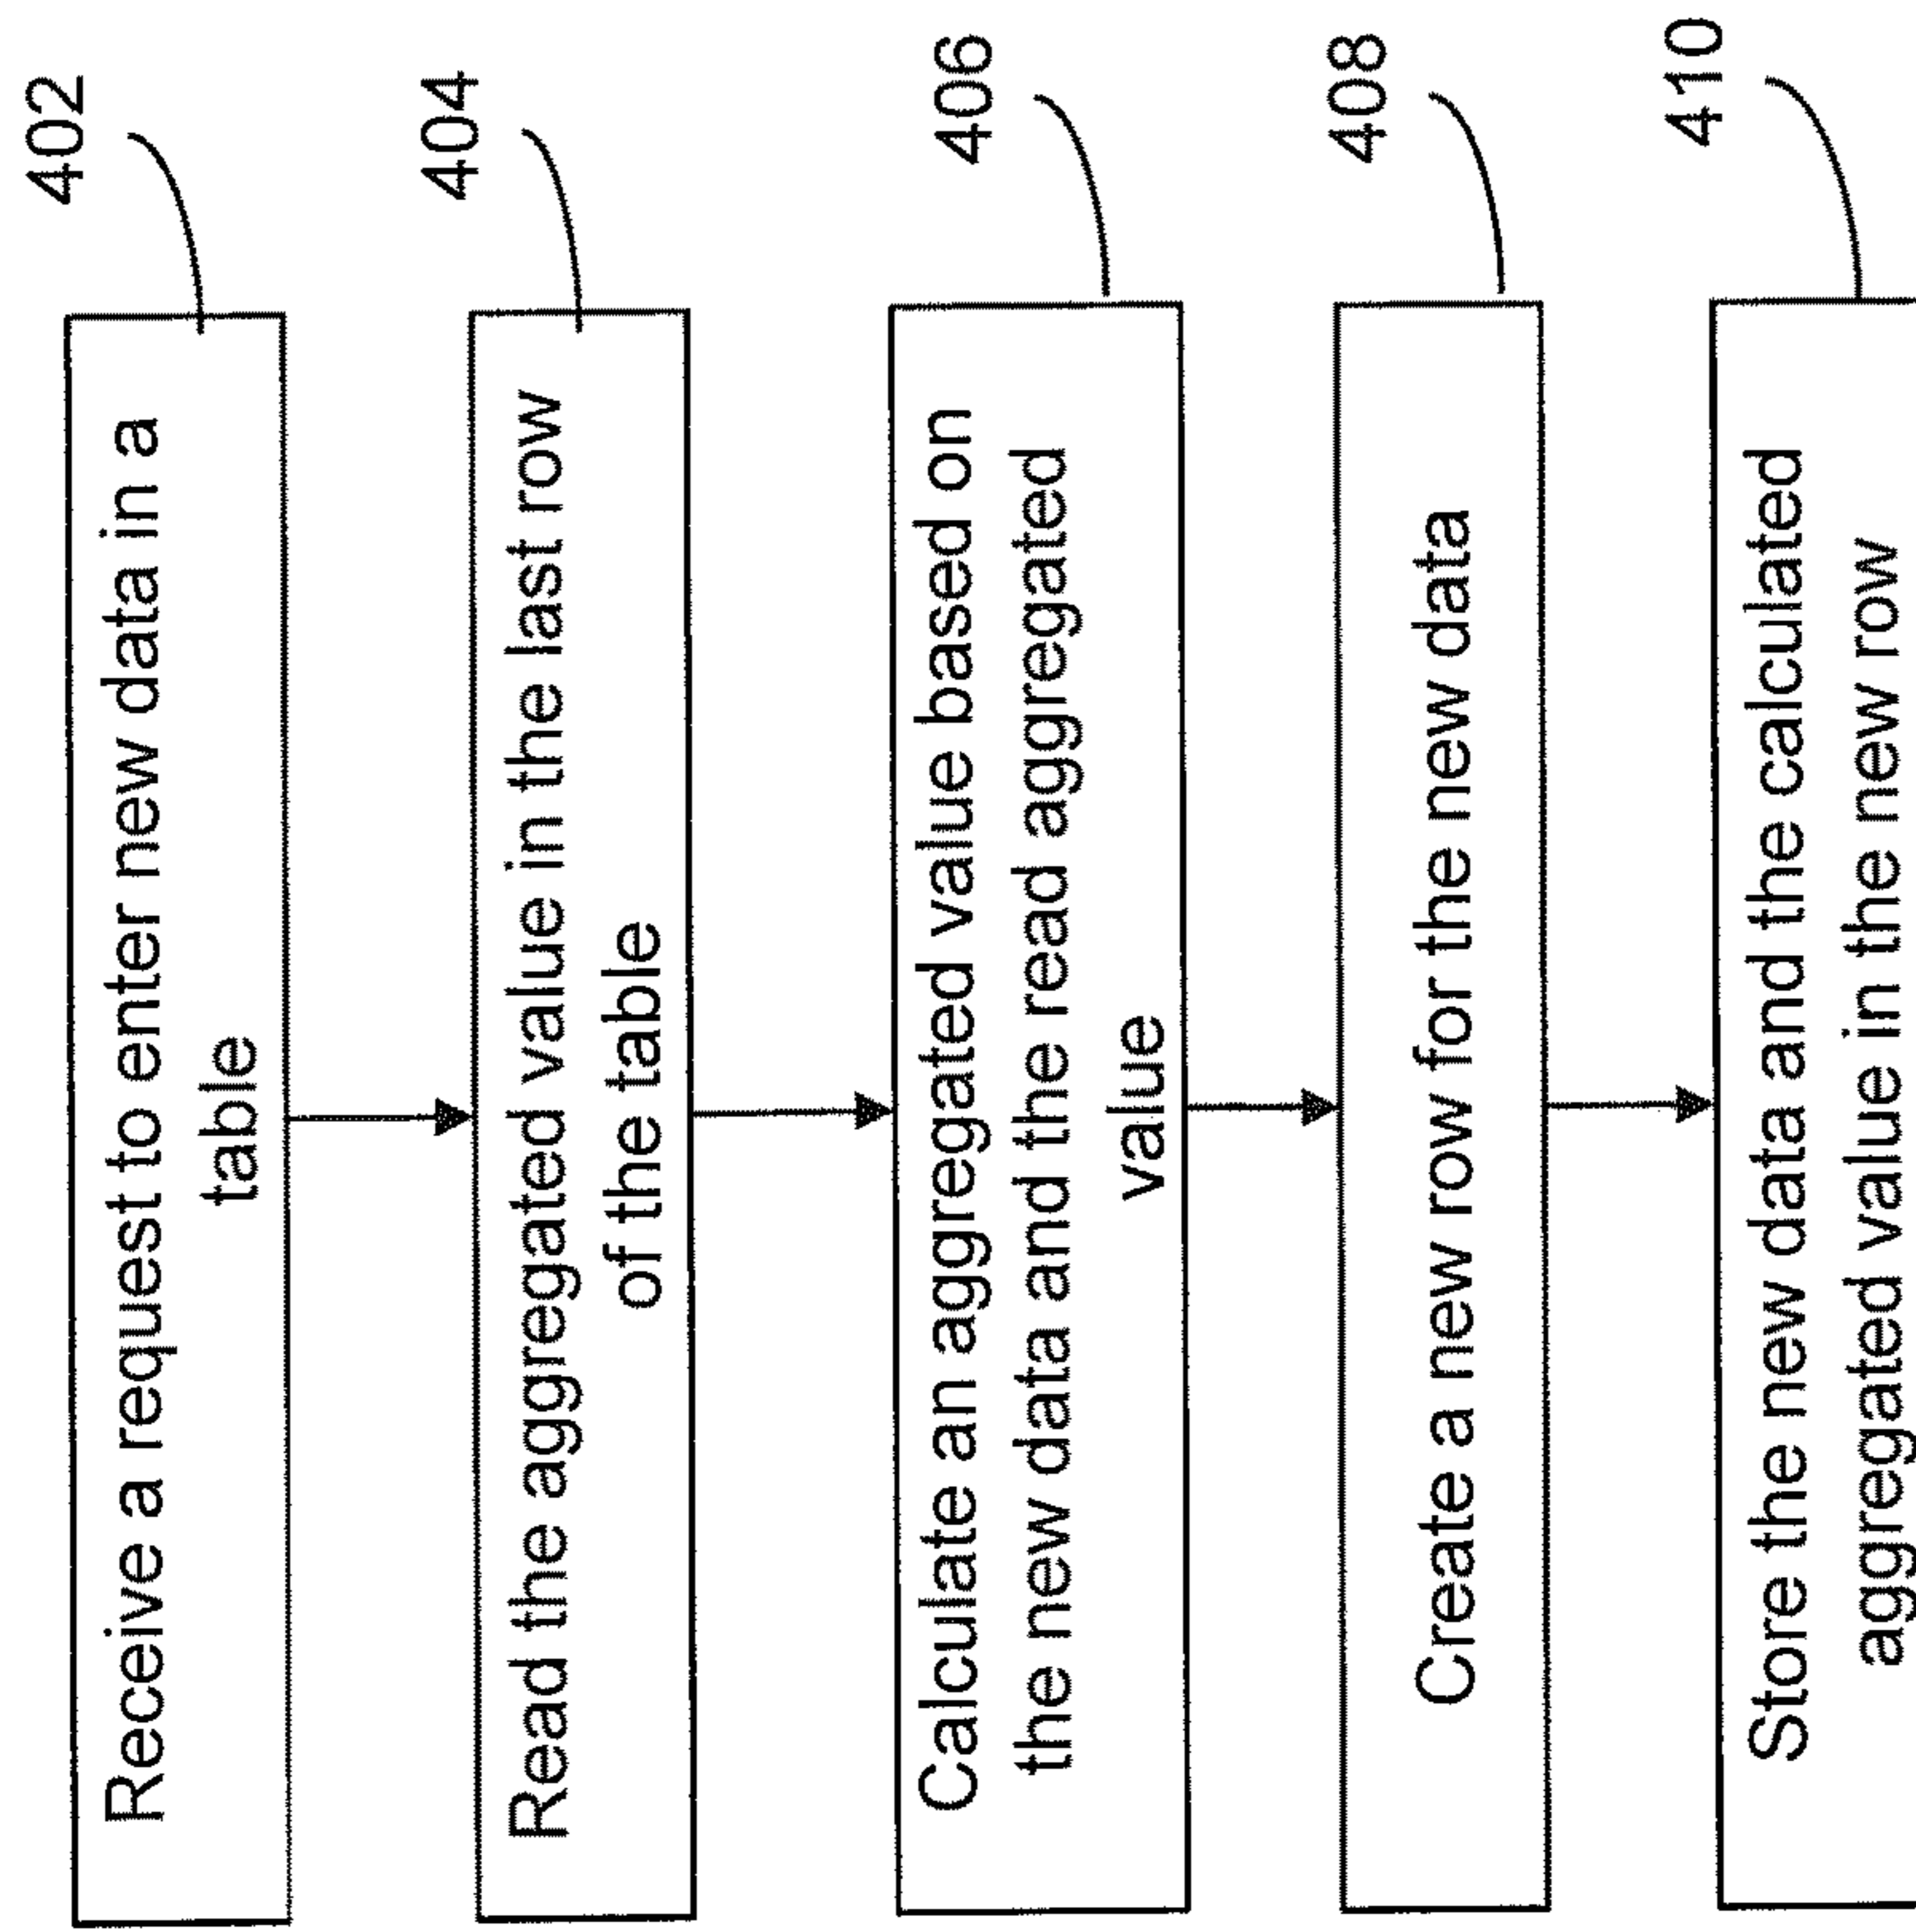 402
Receive a request to enter new data in a
table
404
Read the aggregated value in the last row
of the table
406
Calculate an aggregated value based on
the new data and the read aggregated
value
408
Create a new row for the new data
410
Store the new data and the calculated
aggregated value in the new row